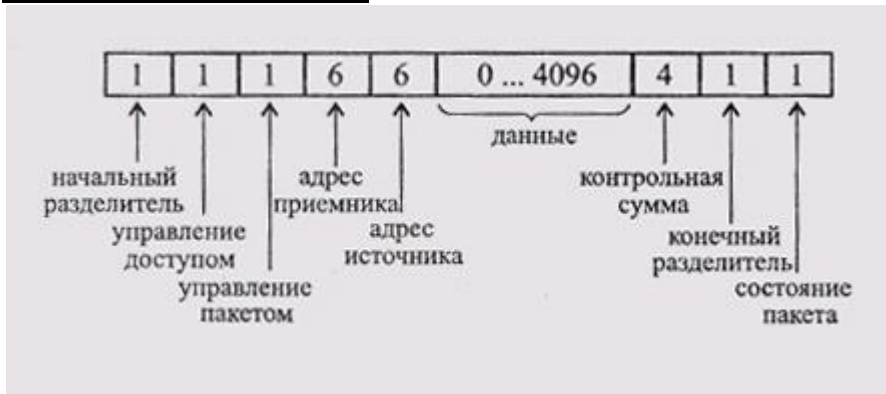 1 1 1 6 6 0 ... 4096 4 1 1
данные
начальный
разделитель
управление
доступом
управление
пакетом
адрес
приемника
адрес
источника
контрольная
сумма
конечный
разделитель
состояние
пакета